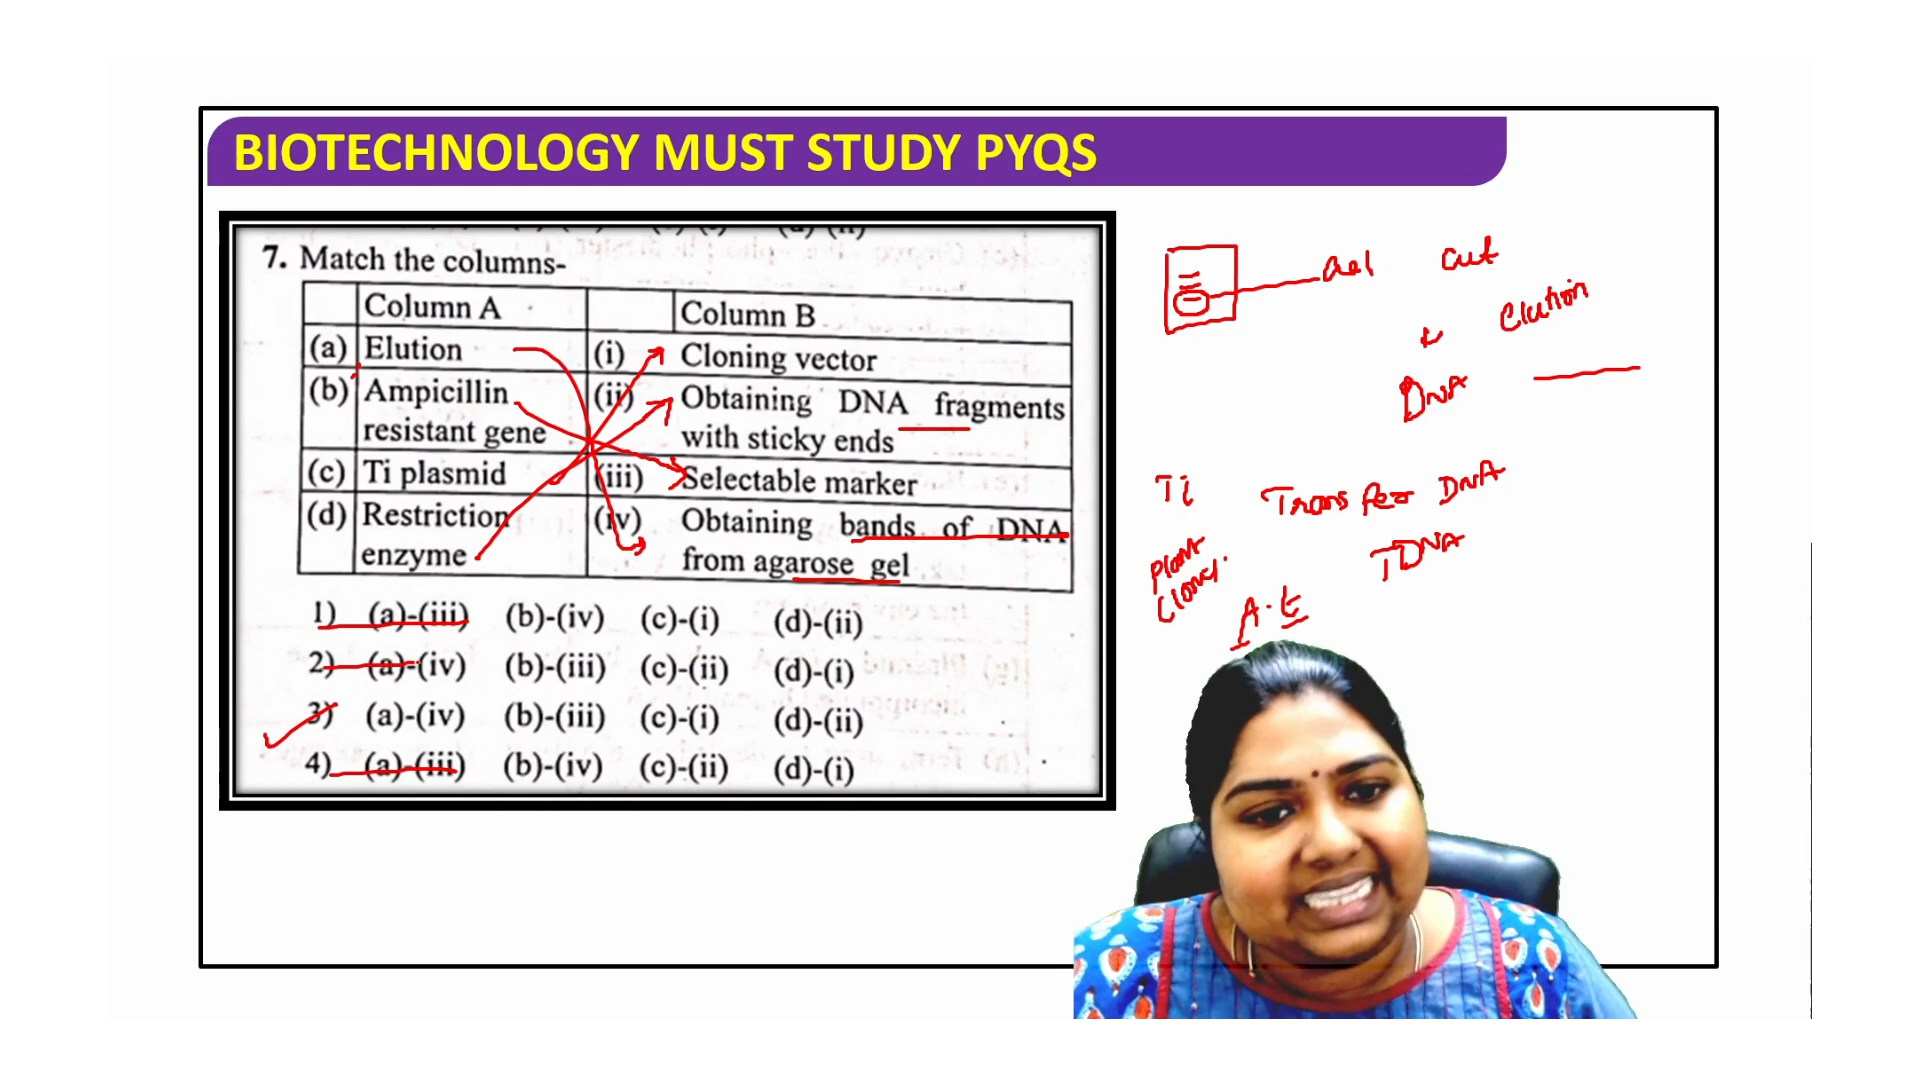 BIOTECHNOLOGY MUST STUDY PYQS
7. Match the columns-
Column A Column B
(a) Elution (i) Cloning vector
(b) Ampicillin resistant gene (ii) Obtaining DNA fragments with sticky ends
(c) Ti plasmid (iii) Selectable marker
(d) Restriction enzyme (iv) Obtaining bands of DNA from agarose gel
1) (a)-(iii) (b)-(iv) (c)-(i) (d)-(ii)
2) (a)-(iv) (b)-(iii) (c)-(ii) (d)-(i)
3) (a)-(iv) (b)-(iii) (c)-(i) (d)-(ii)
4) (a)-(iii) (b)-(iv) (c)-(ii) (d)-(i)
Gel cut
Elution
DNA
Ti Transfer DNA
TDNA
Plant